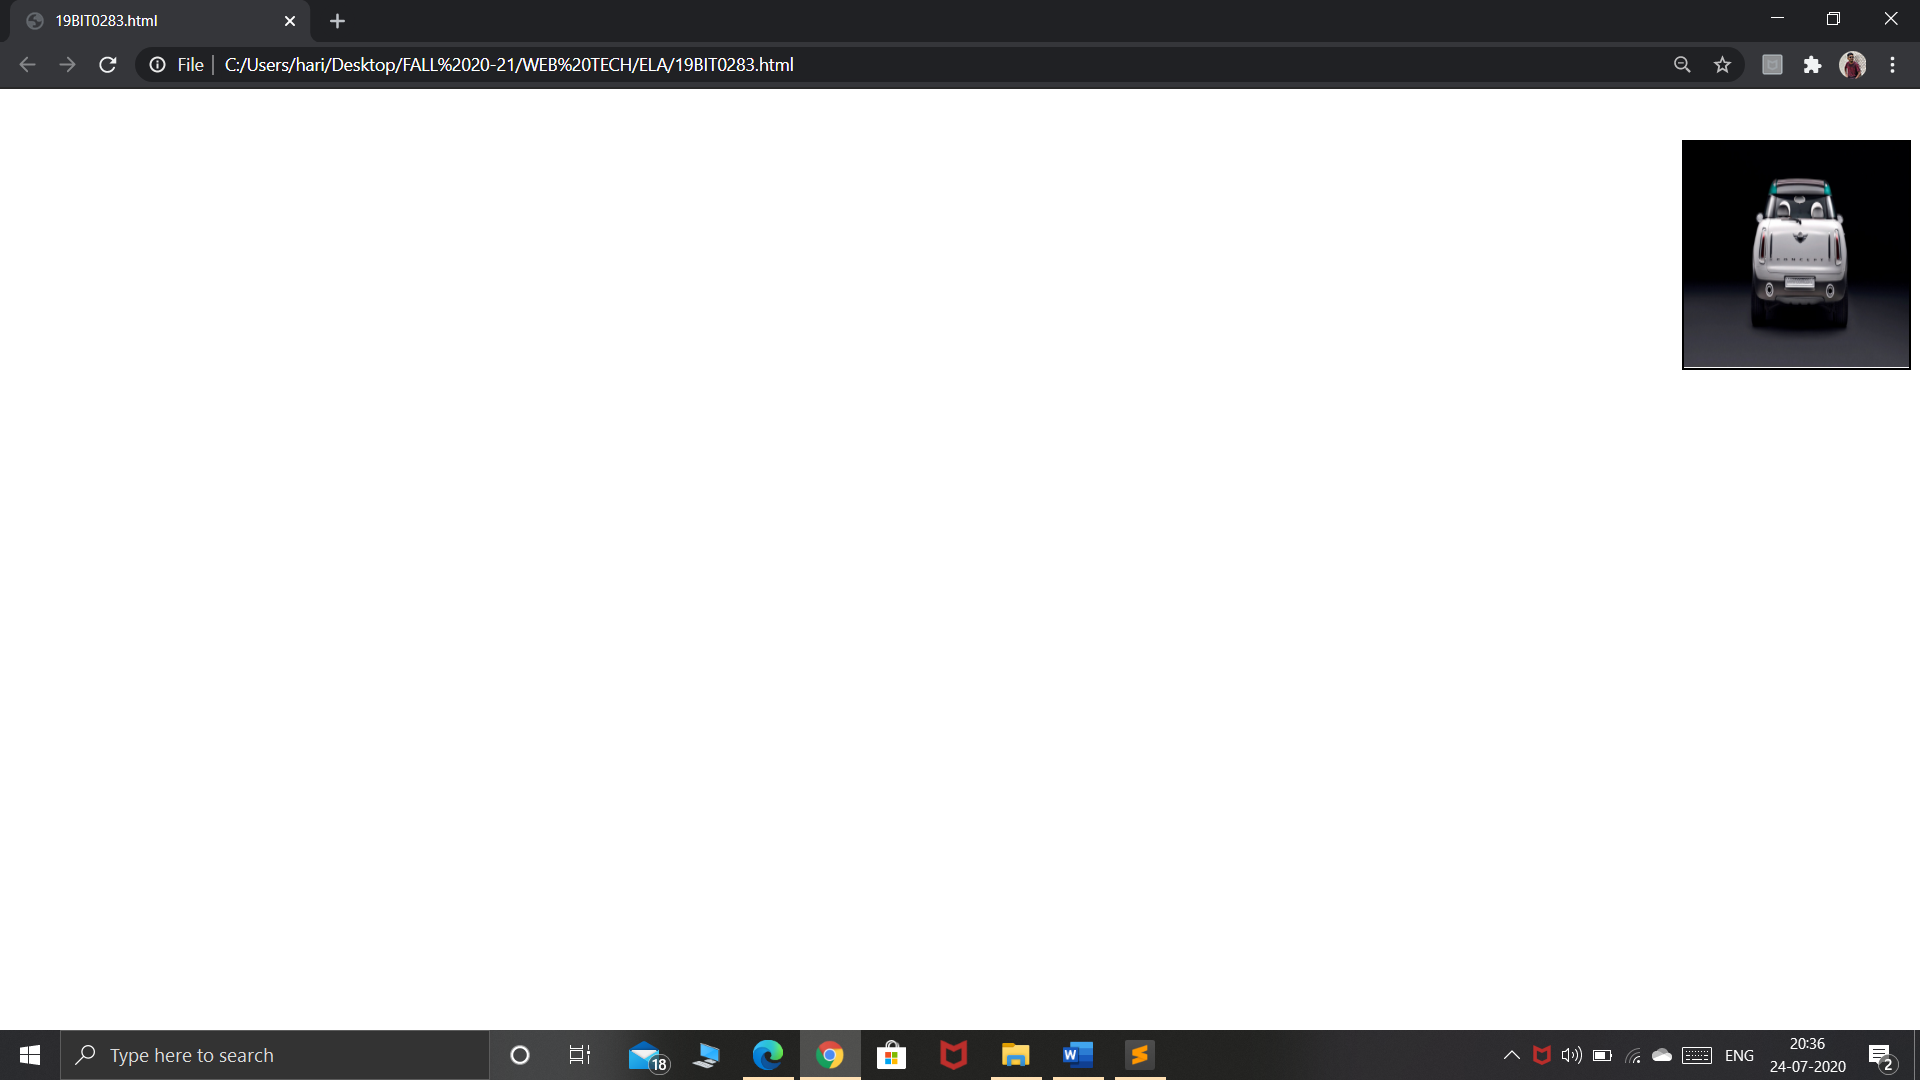 19BIT0283.html
File
C:/Users/hari/Desktop/FALL%2020-21/WEB%20TECH/ELA/19BIT0283.html
CONCEPT
Type here to search
18
W
ENG
20:36
24-07-2020
2